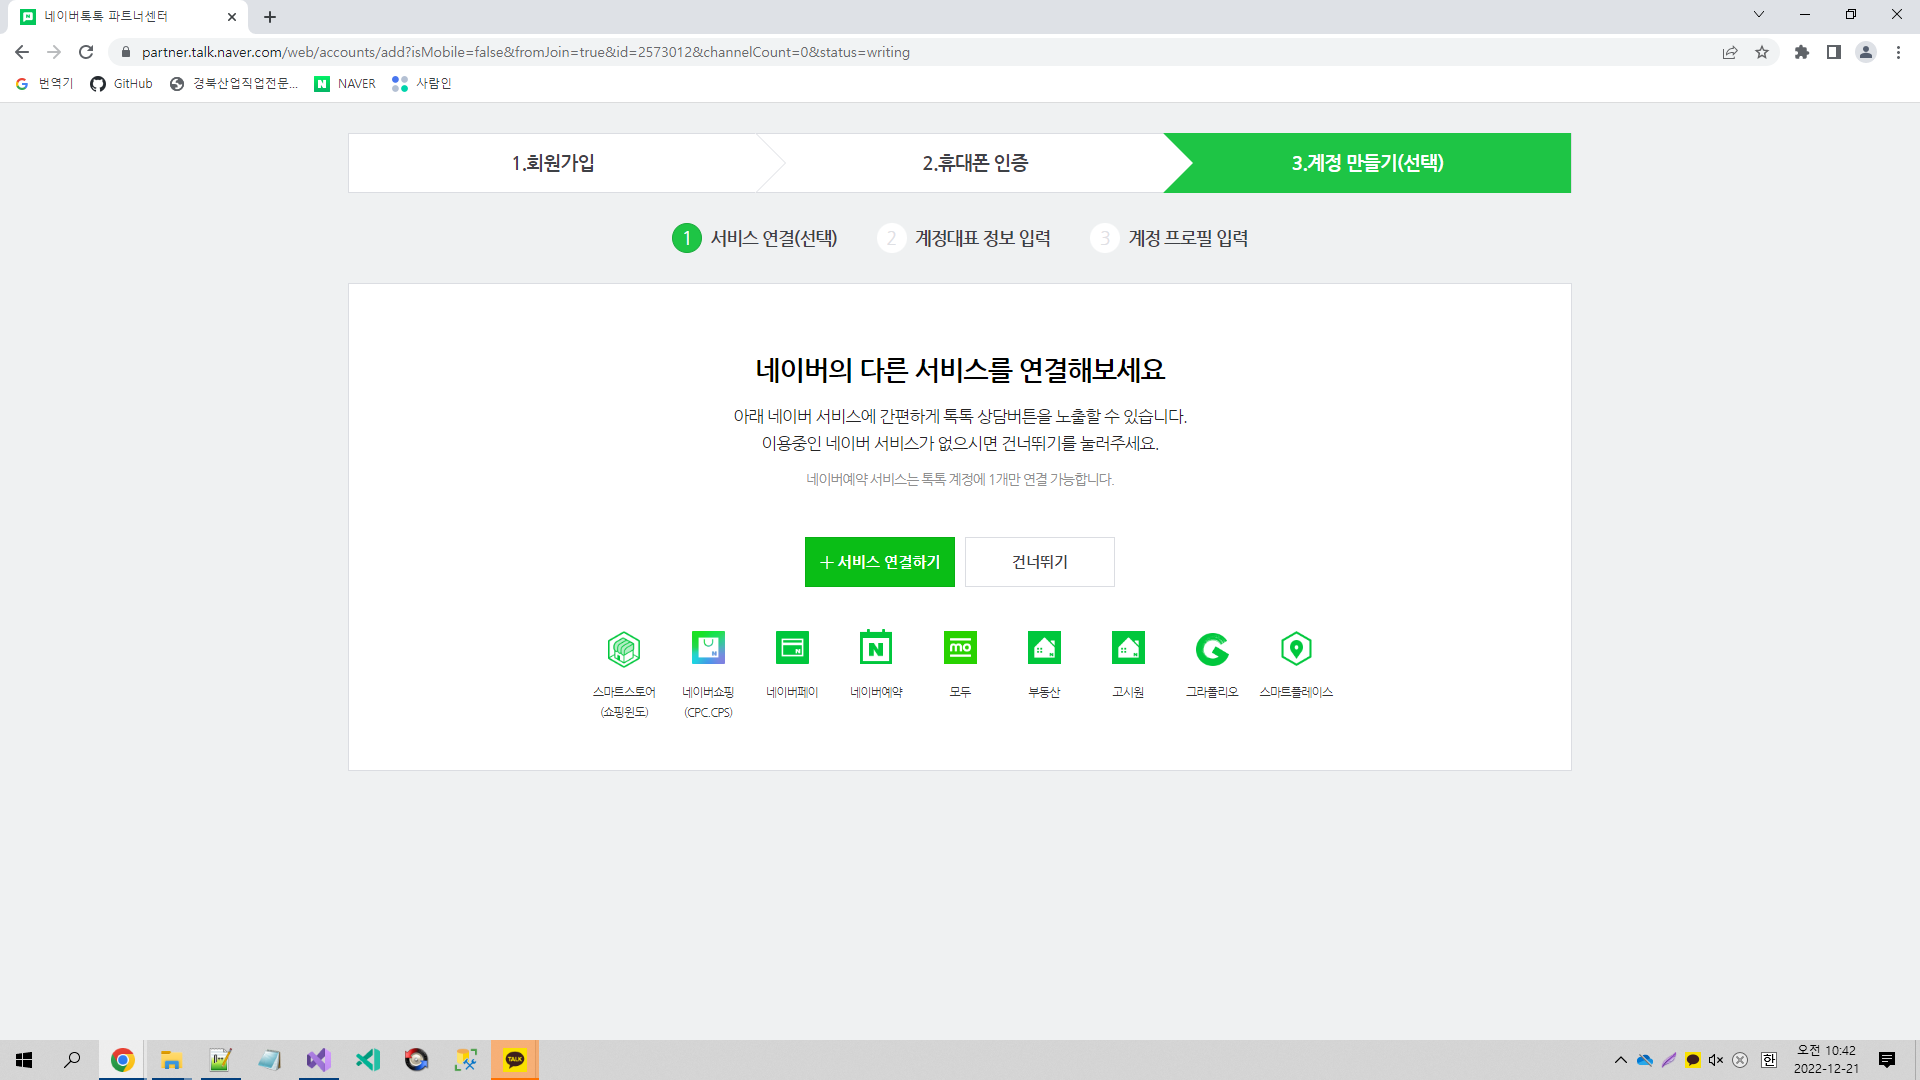 네이버톡톡 파트너센터
partner.talk.naver.com/web/accounts/add?isMobile=false&fromJoin=true&id=2573012&channelCount=0&status=writing
번역기 GitHub 경북산업직업전문... NAVER 사람인
1.회원가입 2.휴대폰 인증 3.계정 만들기(선택)
1 서비스 연결(선택) 2 계정대표 정보 입력 3 계정 프로필 입력
네이버의 다른 서비스를 연결해보세요
아래 네이버 서비스에 간편하게 톡톡 상담버튼을 노출할 수 있습니다.
이용중인 네이버 서비스가 없으시면 건너뛰기를 눌러주세요.
네이버예약 서비스는 톡톡 계정에 1개만 연결 가능합니다.
+ 서비스 연결하기 건너뛰기
스마트스토어 네이버쇼핑 네이버페이 네이버예약 모두 부동산 고시원 그라폴리오 스마트플레이스
(쇼핑윈도) (CPC.CPS)
TALK
한
오전 10:42
2022-12-21